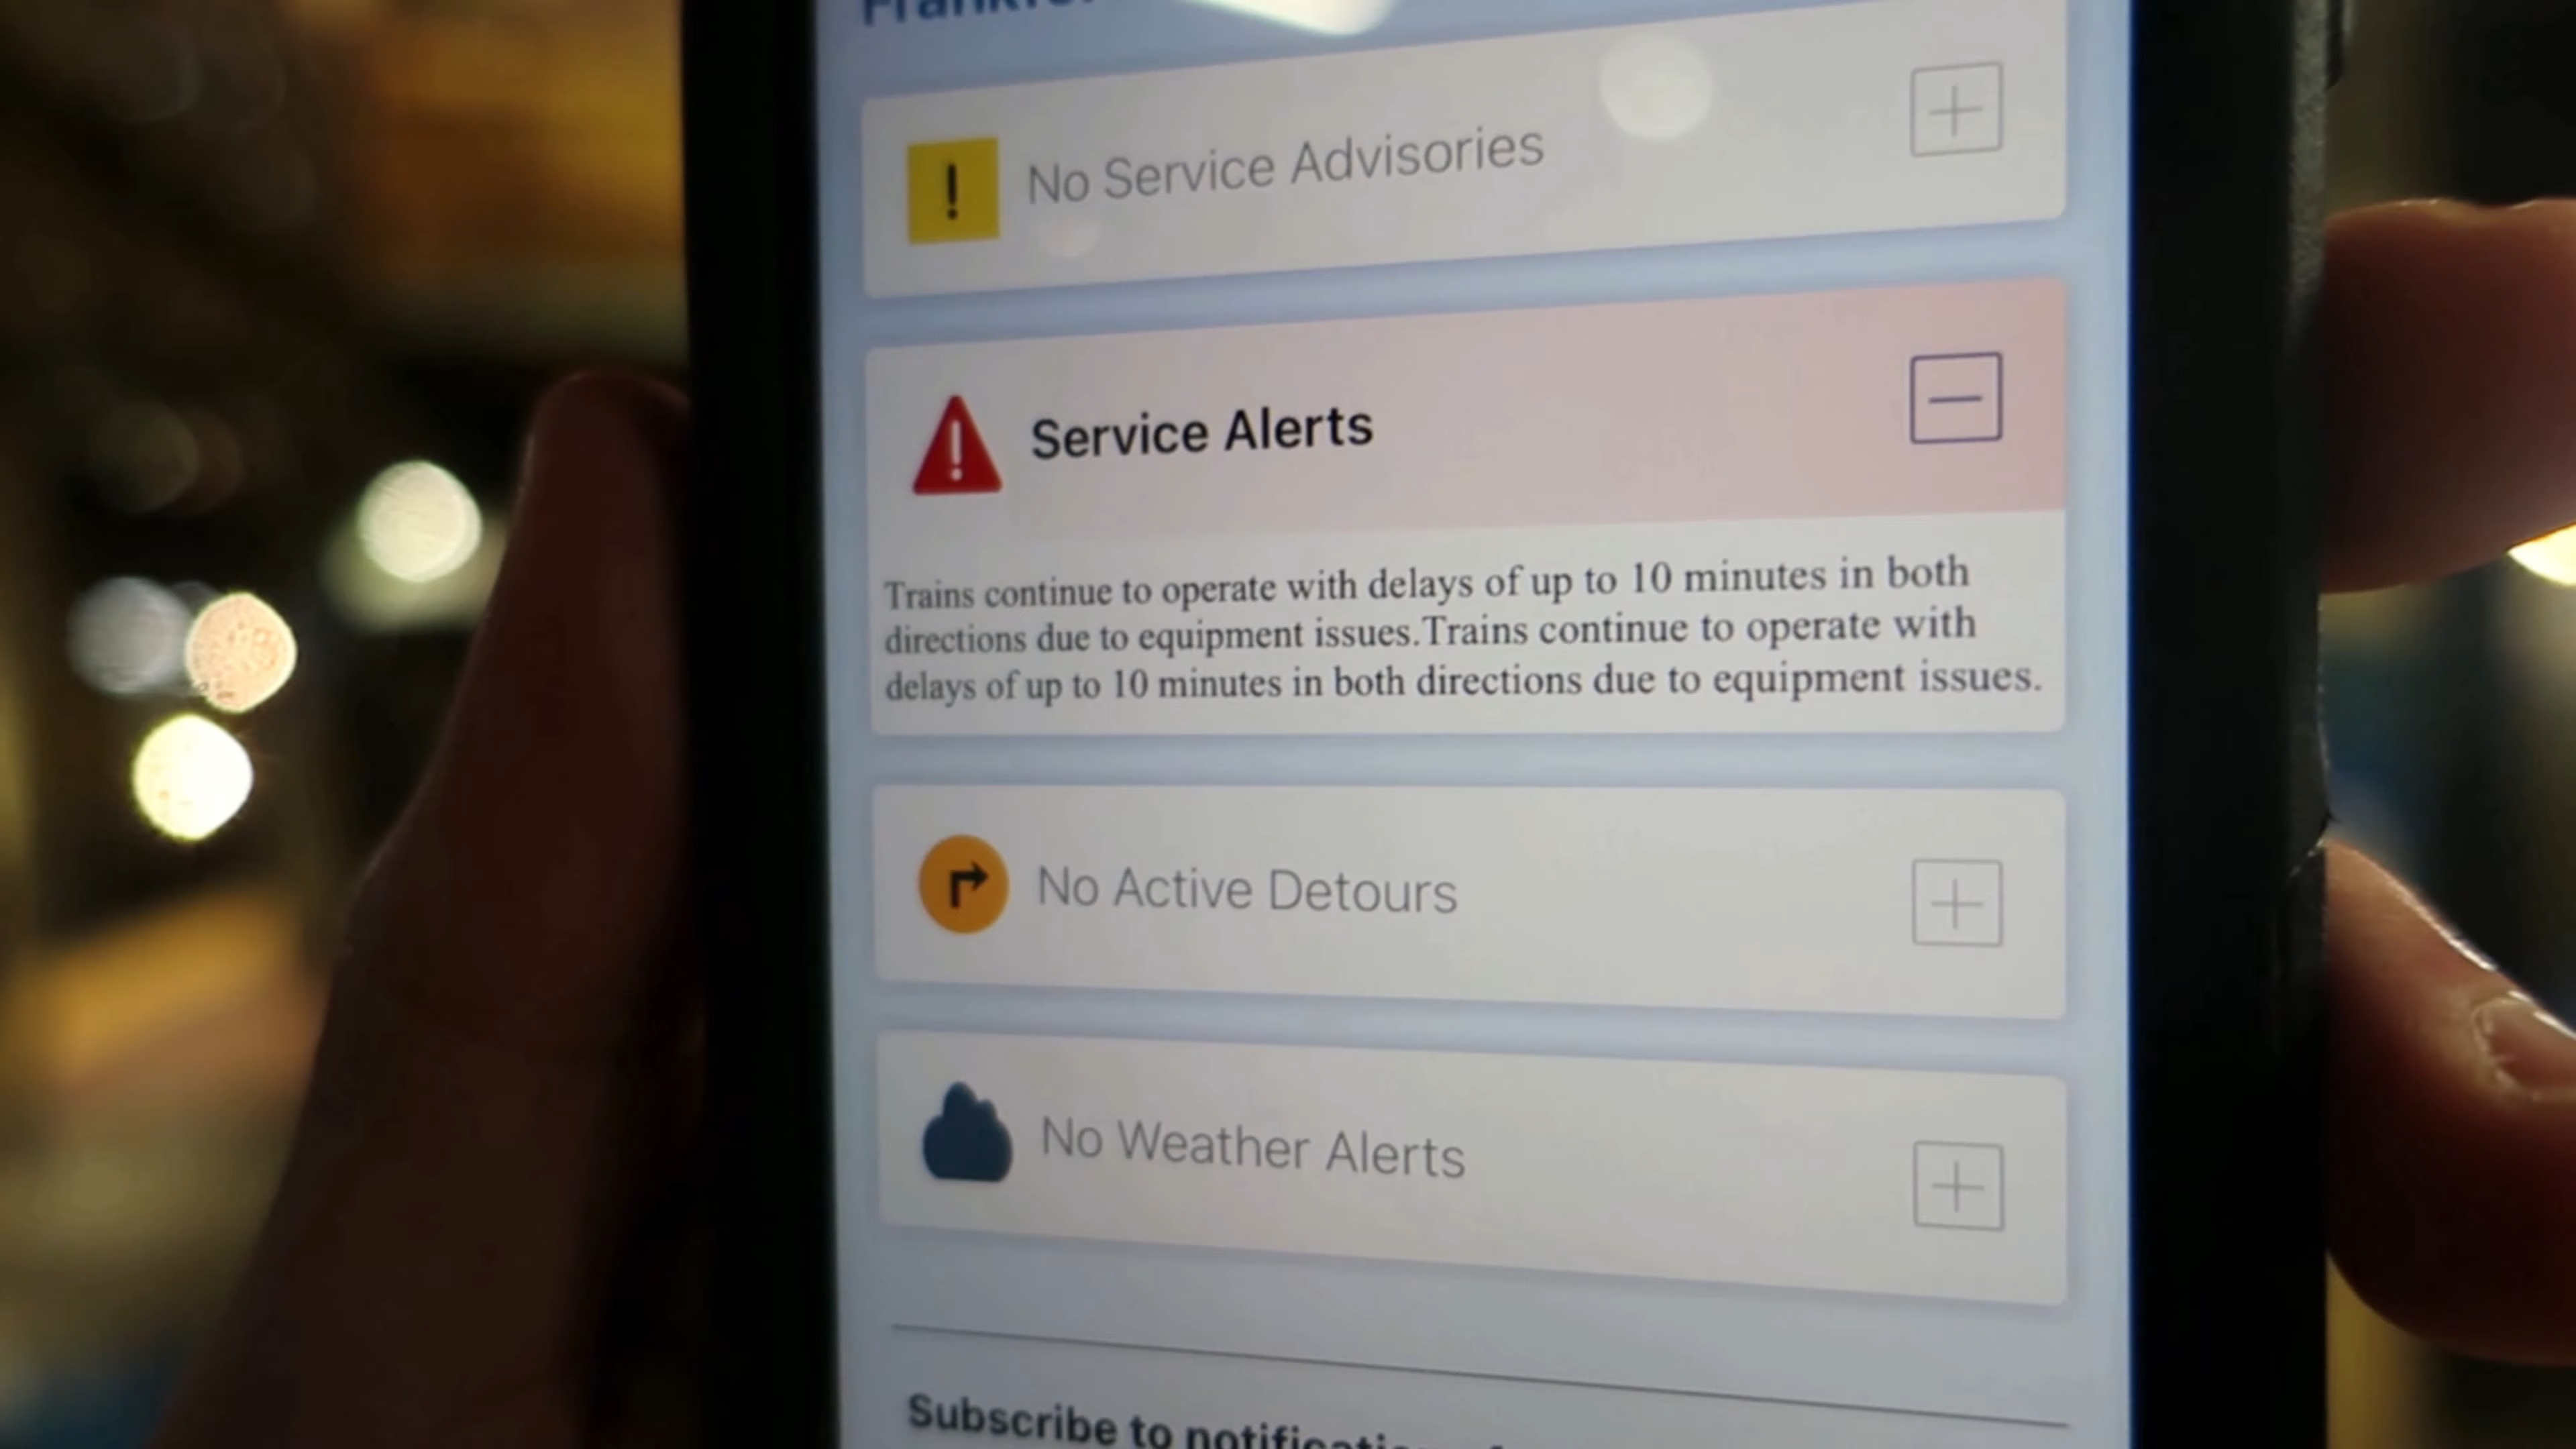 No Service Advisories
Service Alerts
Trains continue to operate with delays of up to 10 minutes in both
directions due to equipment issues.Trains continue to operate with
delays of up to 10 minutes in both directions due to equipment issues.
No Active Detours
No Weather Alerts
Subscribe to